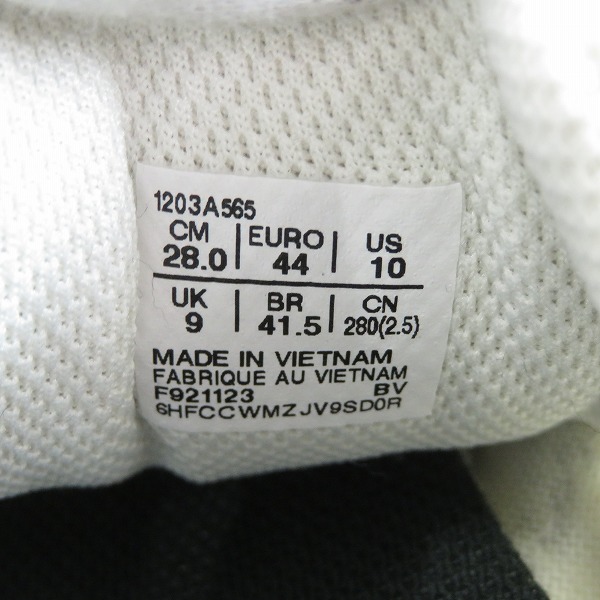 1203A565
CM | EURO | US
28.0 | 44 | 10
UK | BR | CN
9 | 41.5 | 280(2.5)
MADE IN VIETNAM
FABRIQUE AU VIETNAM
F921123 BV
6HFCCWMZJV9SD0R